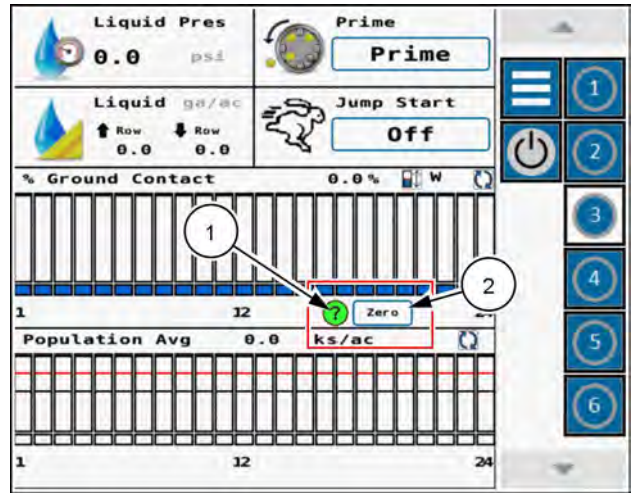 Liquid Pres
0.0 psi
Prime
Prime
Liquid ga/ac
Row Row
0.0 0.0
Jump Start
Off
% Ground Contact 0.0% W
1
2
1 12
? Zero
Population Avg 0.0 ks/ac
1 12 24
1
2
3
4
5
6